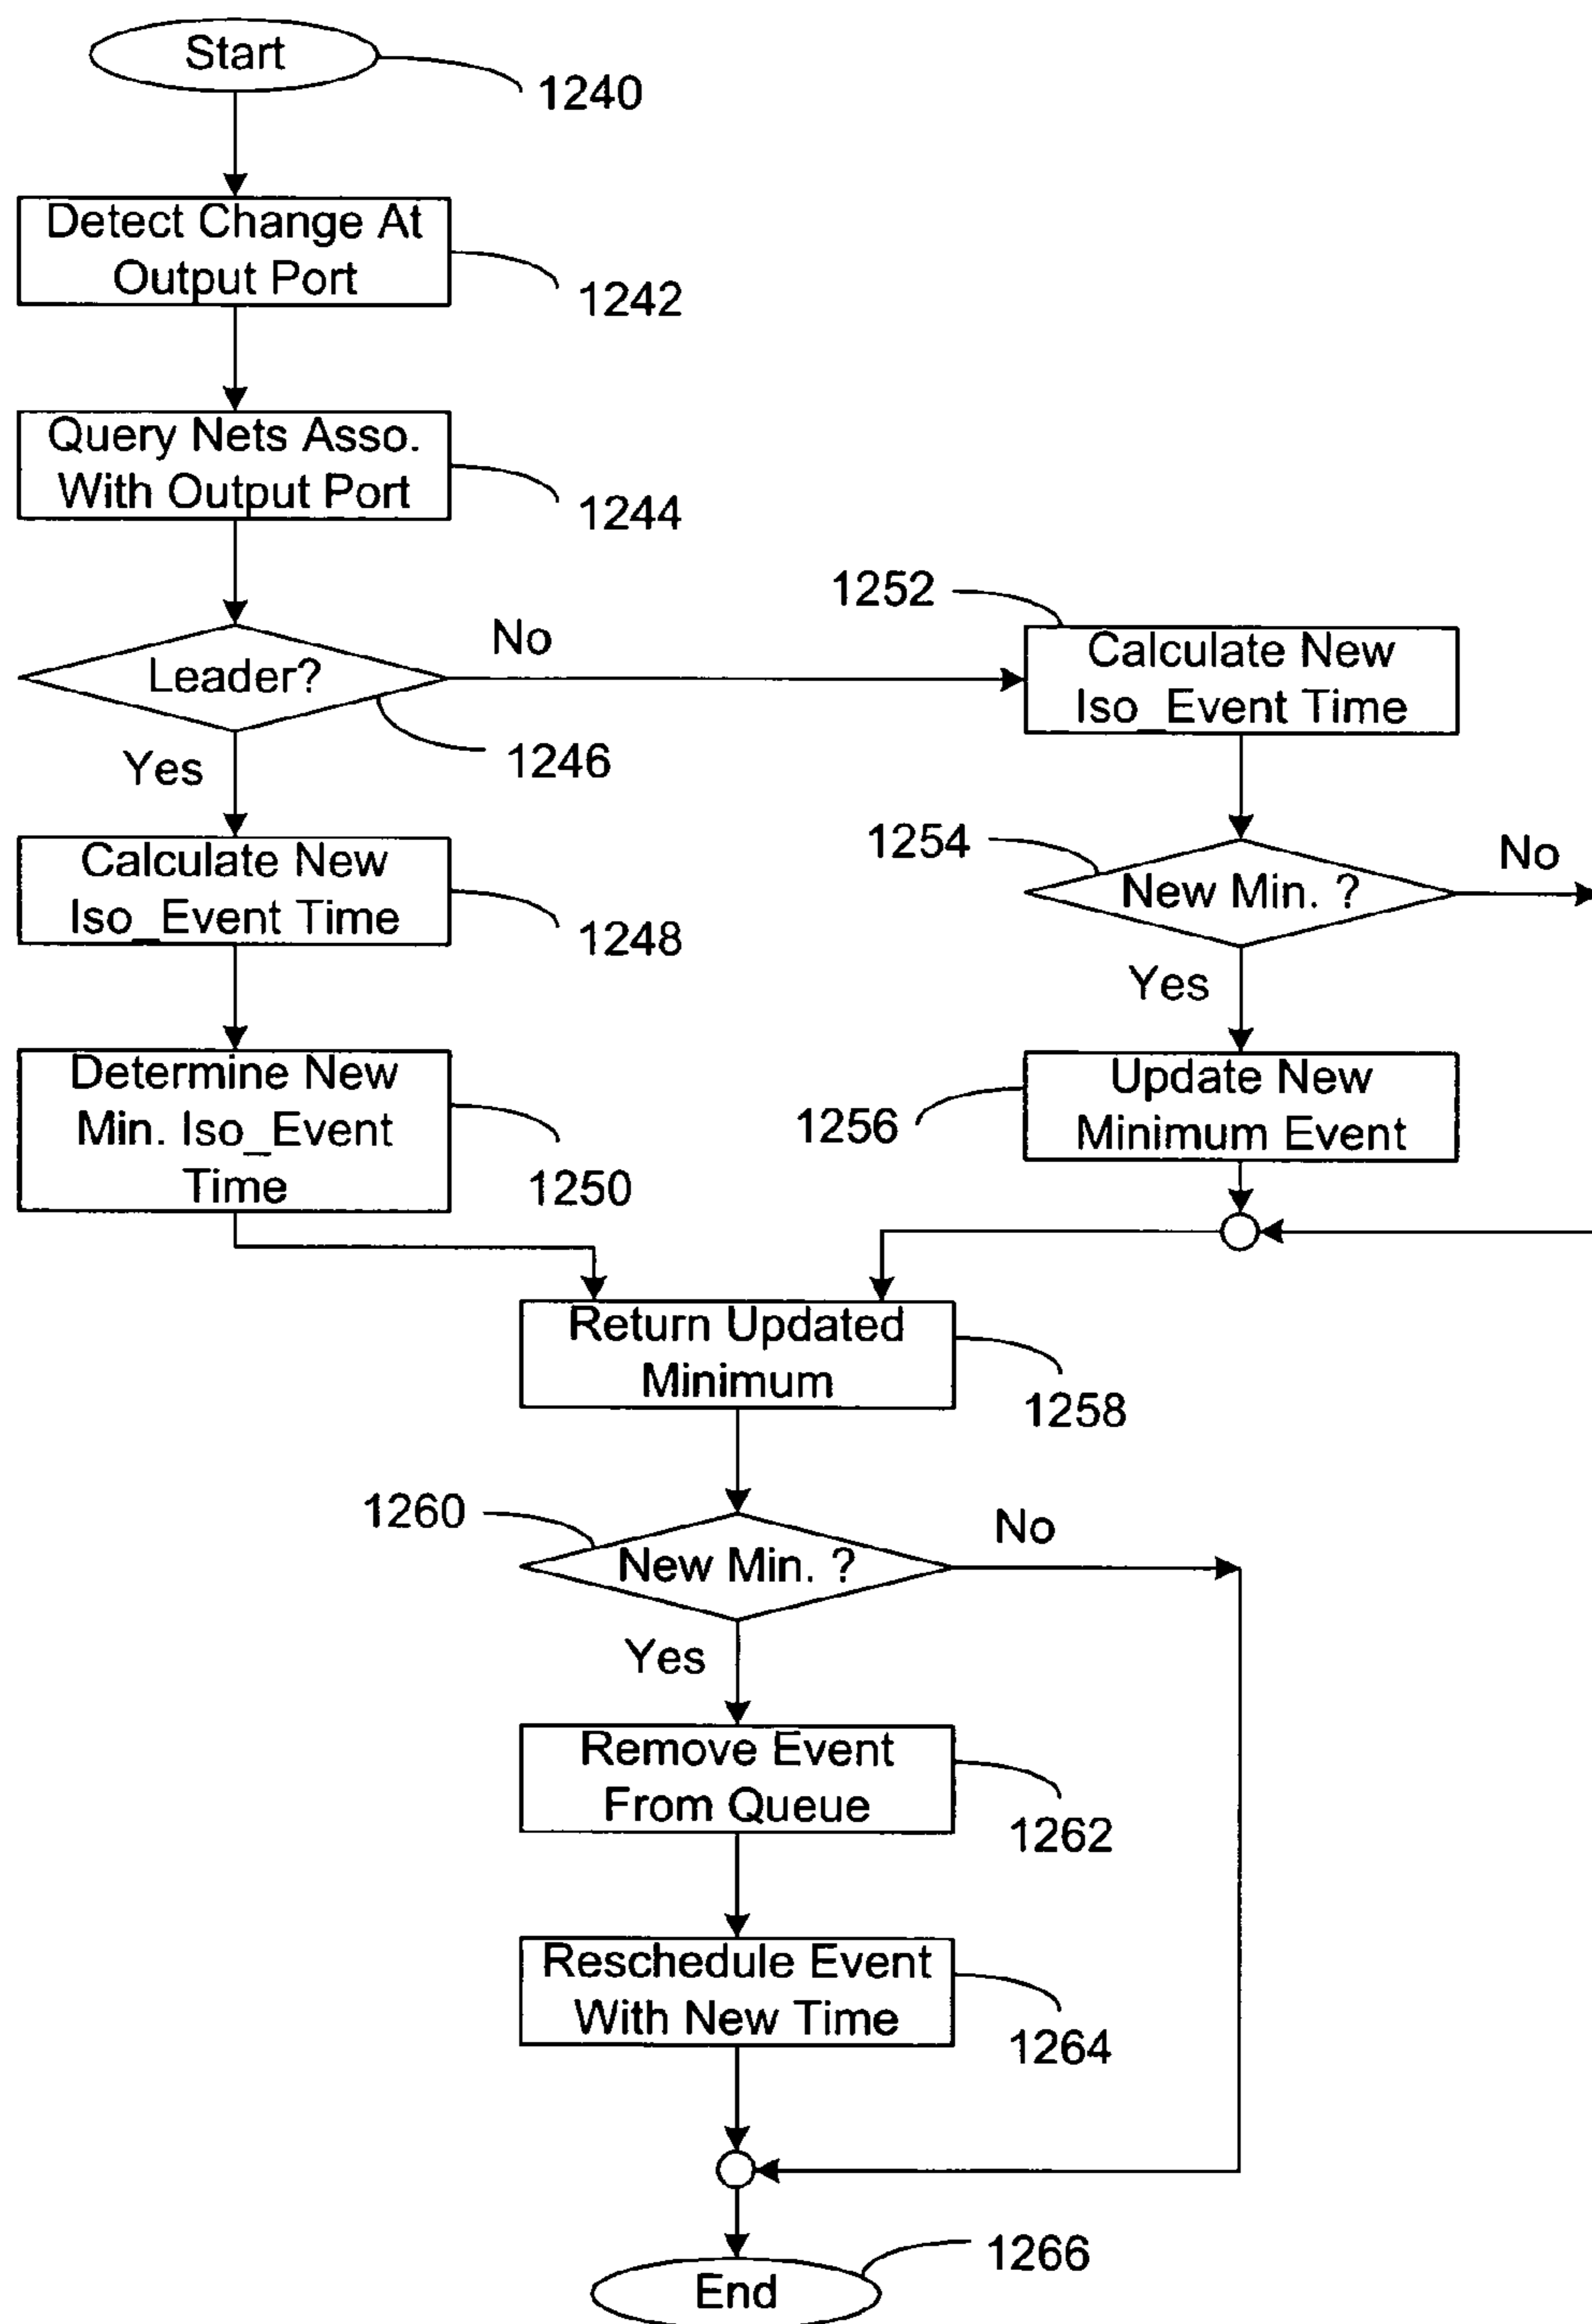 Start
1240
Detect Change At
Output Port
1242
Query Nets Asso.
With Output Port
1244
Leader?
No
1246
Yes
1252
Calculate New
Iso_Event Time
Calculate New
Iso_Event Time
1248
1254
New Min. ?
No
Yes
Determine New
Min. Iso_Event
Time
1250
1256
Update New
Minimum Event
Return Updated
Minimum
1258
1260
New Min. ?
No
Yes
Remove Event
From Queue
1262
Reschedule Event
With New Time
1264
1266
End